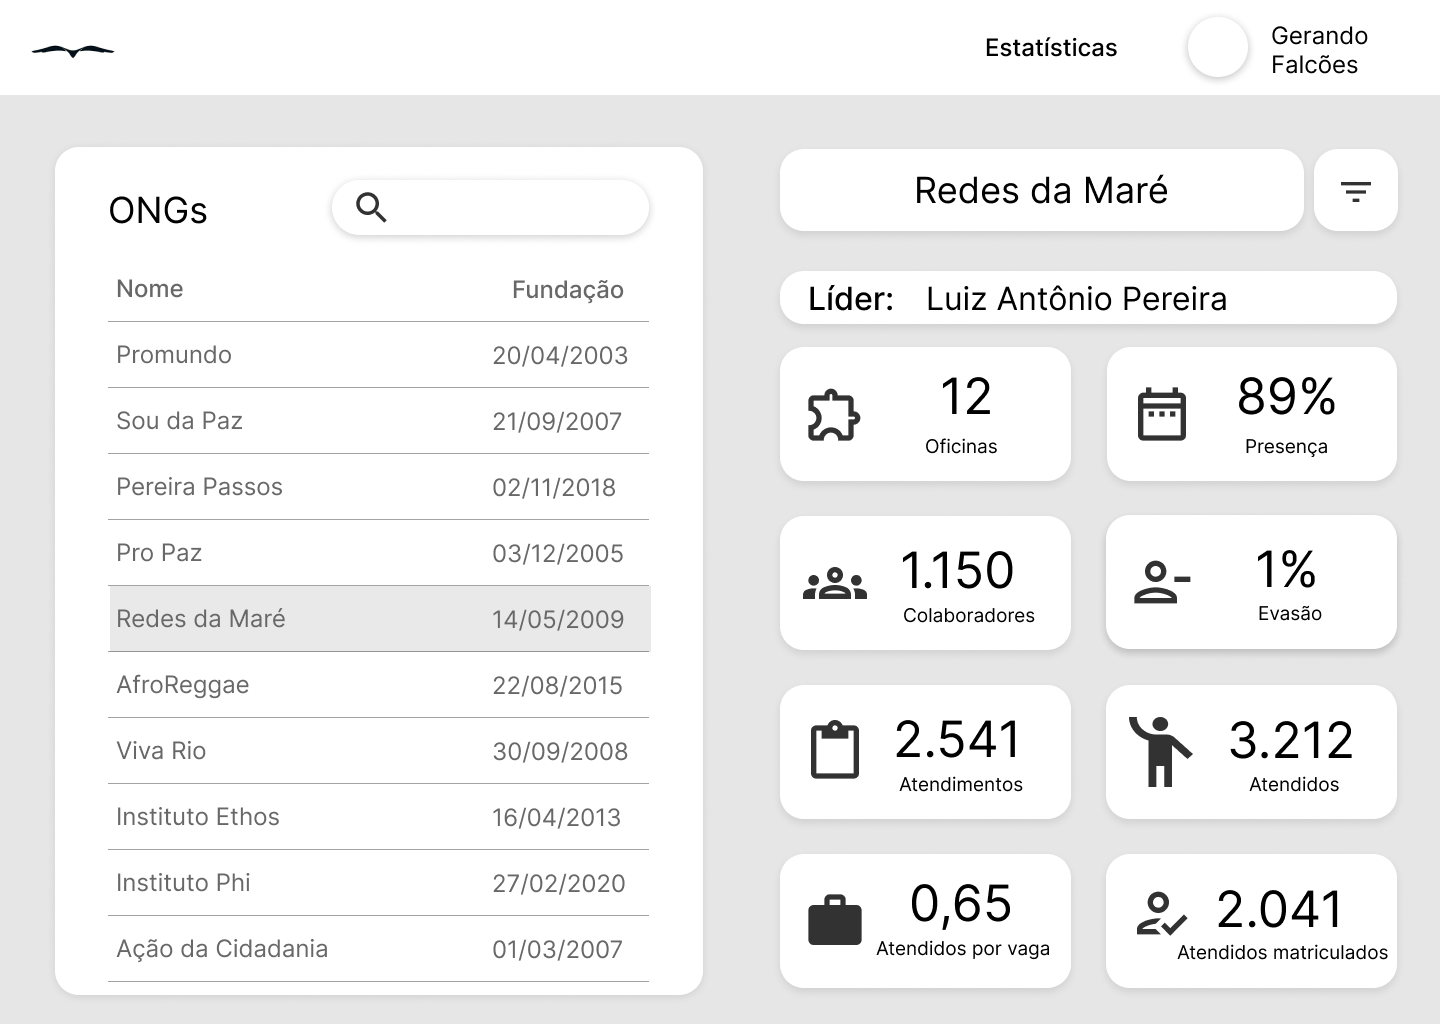 Estatísticas
Gerando
Falcões
ONGs
Nome Fundação
Promundo 20/04/2003
Sou da Paz 21/09/2007
Pereira Passos 02/11/2018
Pro Paz 03/12/2005
Redes da Maré 14/05/2009
AfroReggae 22/08/2015
Viva Rio 30/09/2008
Instituto Ethos 16/04/2013
Instituto Phi 27/02/2020
Ação da Cidadania 01/03/2007
Redes da Maré
Líder: Luiz Antônio Pereira
12
Oficinas
89%
Presença
1.150
Colaboradores
1%
Evasão
2.541
Atendimentos
3.212
Atendidos
0,65
Atendidos por vaga
2.041
Atendidos matriculados